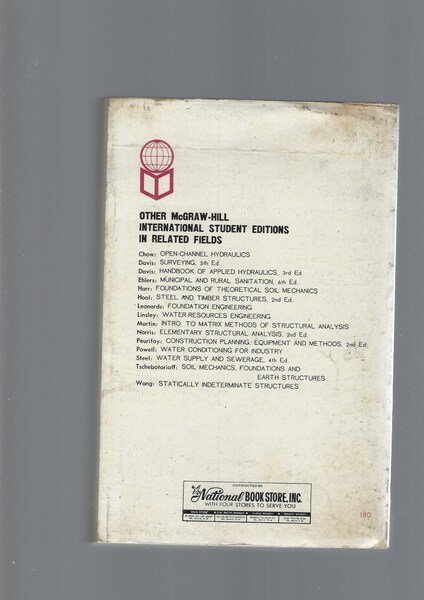 OTHER McGRAW-HILL
INTERNATIONAL STUDENT EDITIONS
IN RELATED FIELDS
Chow: OPEN-CHANNEL HYDRAULICS
Davis: SURVEYING, 5th Ed.
Davis: HANDBOOK OF APPLIED HYDRAULICS, 3rd Ed.
Ehlers: MUNICIPAL AND RURAL SANITATION, 6th Ed.
Harr: FOUNDATIONS OF THEORETICAL SOIL MECHANICS
Hool: STEEL AND TIMBER STRUCTURES, 2nd Ed.
Leonards: FOUNDATION ENGINEERING
Linsley: WATER-RESOURCES ENGINEERING
Martin: INTRO. TO MATRIX METHODS OF STRUCTURAL ANALYSIS
Norris: ELEMENTARY STRUCTURAL ANALYSIS, 2nd Ed.
Peurifoy: CONSTRUCTION PLANNING, EQUIPMENT AND METHODS, 2nd Ed.
Powell: WATER CONDITIONING FOR INDUSTRY
Steel: WATER SUPPLY AND SEWERAGE, 4th Ed.
Tschebotarioff: SOIL MECHANICS, FOUNDATIONS AND
EARTH STRUCTURES
Wang: STATICALLY INDETERMINATE STRUCTURES
DISTRIBUTED BY
The National BOOK STORE, INC.
WITH FOUR STORES TO SERVE YOU
180